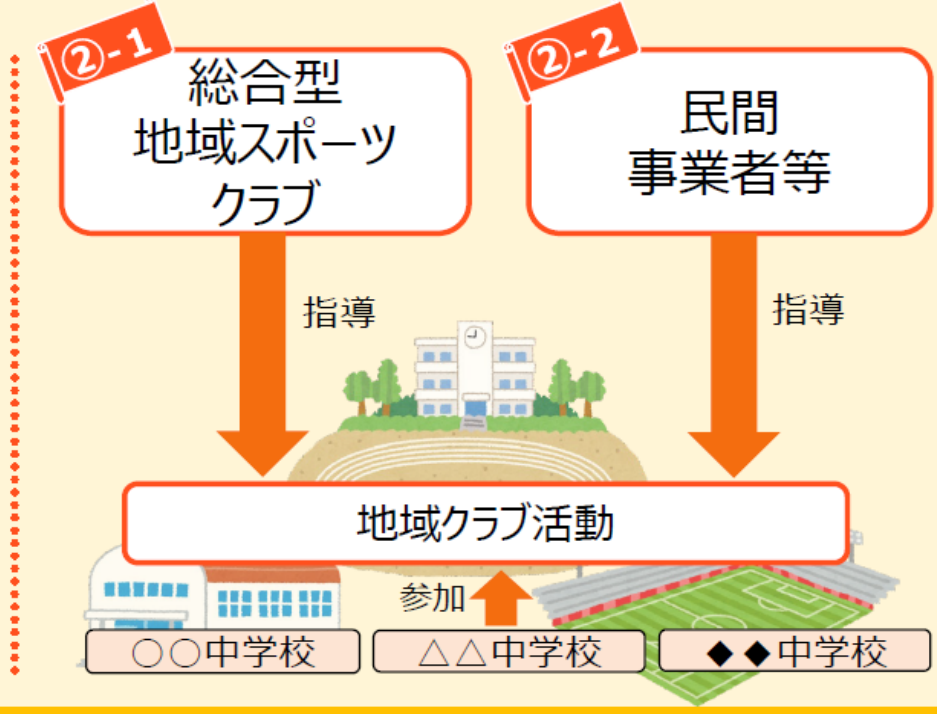 ②-1
総合型
地域スポーツ
クラブ
②-2
民間
事業者等
指導
指導
地域クラブ活動
参加
○○中学校
△△中学校
◆◆中学校